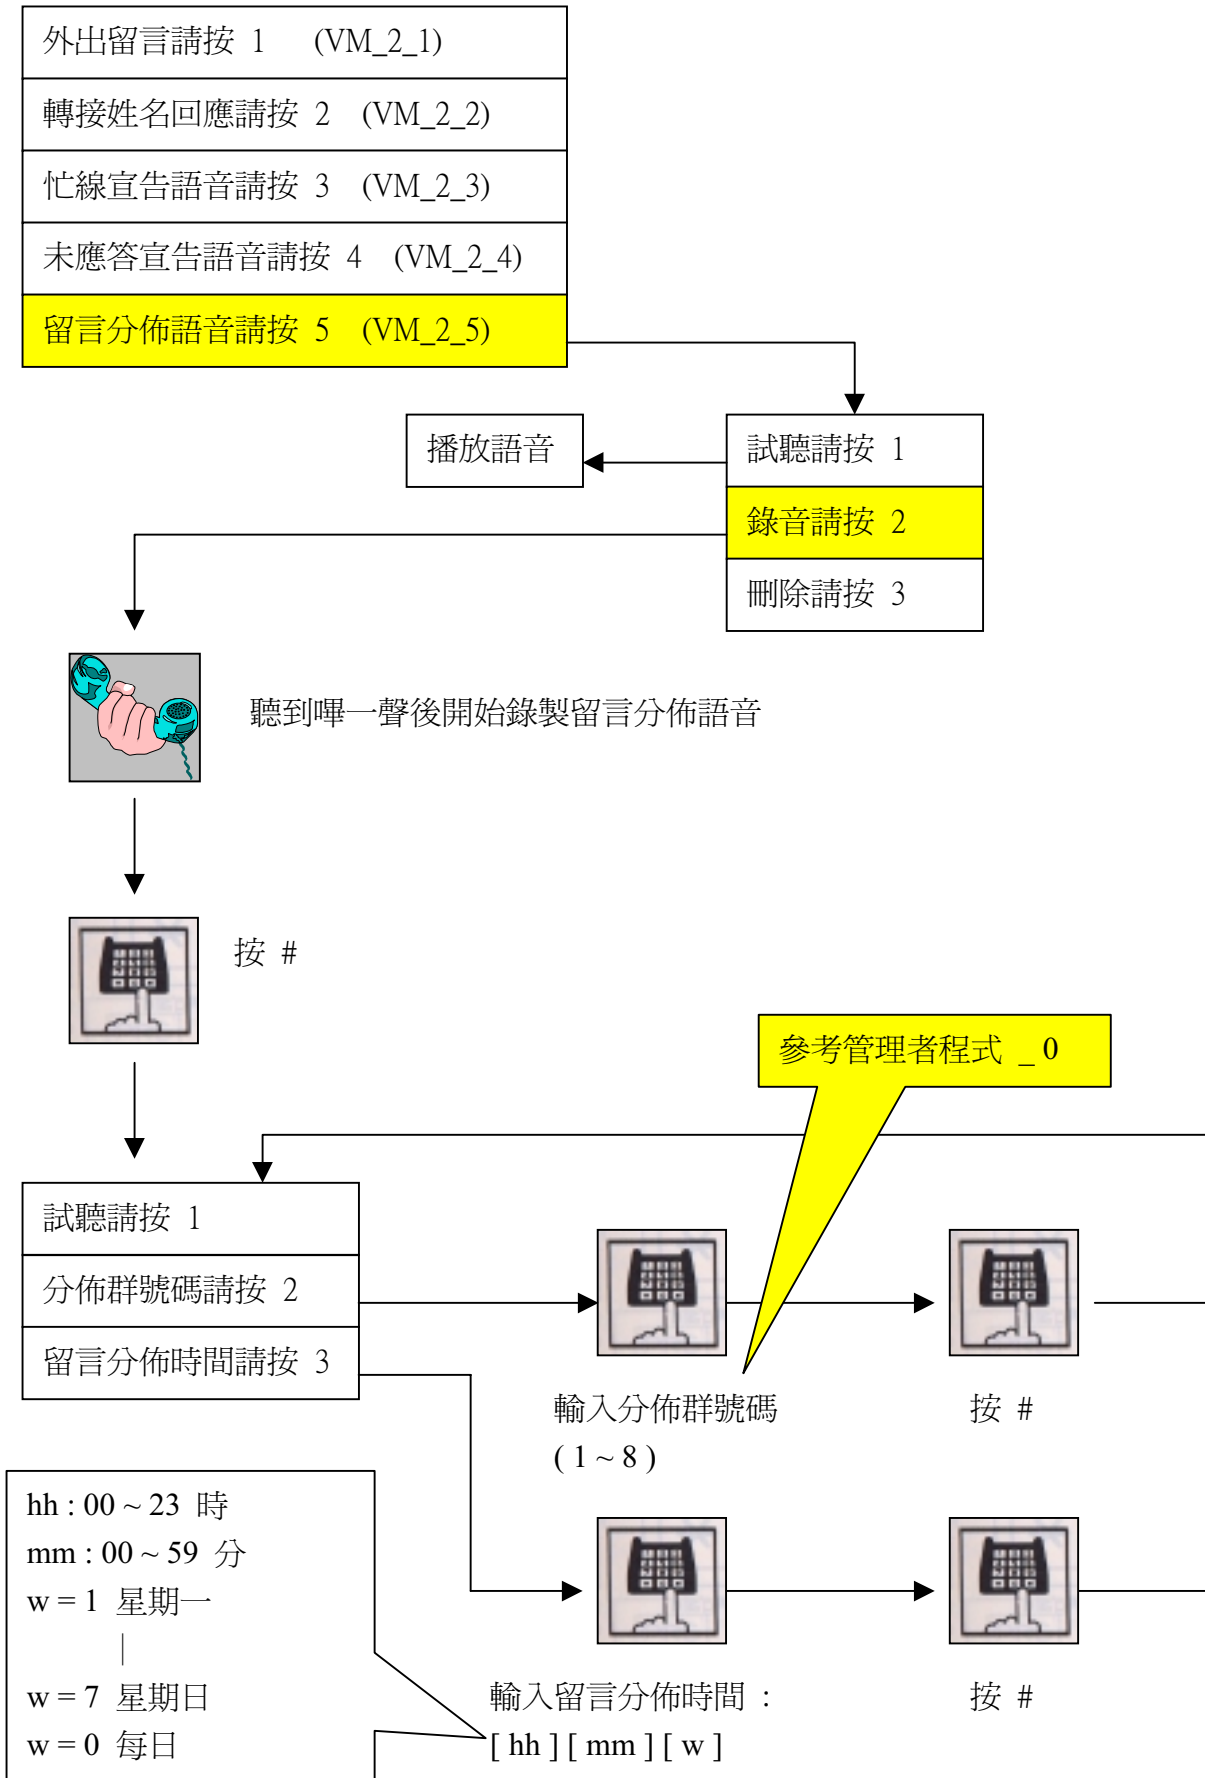 外出留言請按 1 (VM_2_1)
轉接姓名回應請按 2 (VM_2_2)
忙線宣告語音請按 3 (VM_2_3)
未應答宣告語音請按 4 (VM_2_4)
留言分佈語音請按 5 (VM_2_5)
播放語音
試聽請按 1
錄音請按 2
刪除請按 3
聽到嗶一聲後開始錄製留言分佈語音
按 #
參考管理者程式 _ 0
試聽請按 1
分佈群號碼請按 2
留言分佈時間請按 3
輸入分佈群號碼
( 1 ~ 8 )
按 #
hh : 00 ~ 23 時
mm : 00 ~ 59 分
w = 1 星期一
|
w = 7 星期日
w = 0 每日
輸入留言分佈時間 :
[ hh ] [ mm ] [ w ]
按 #